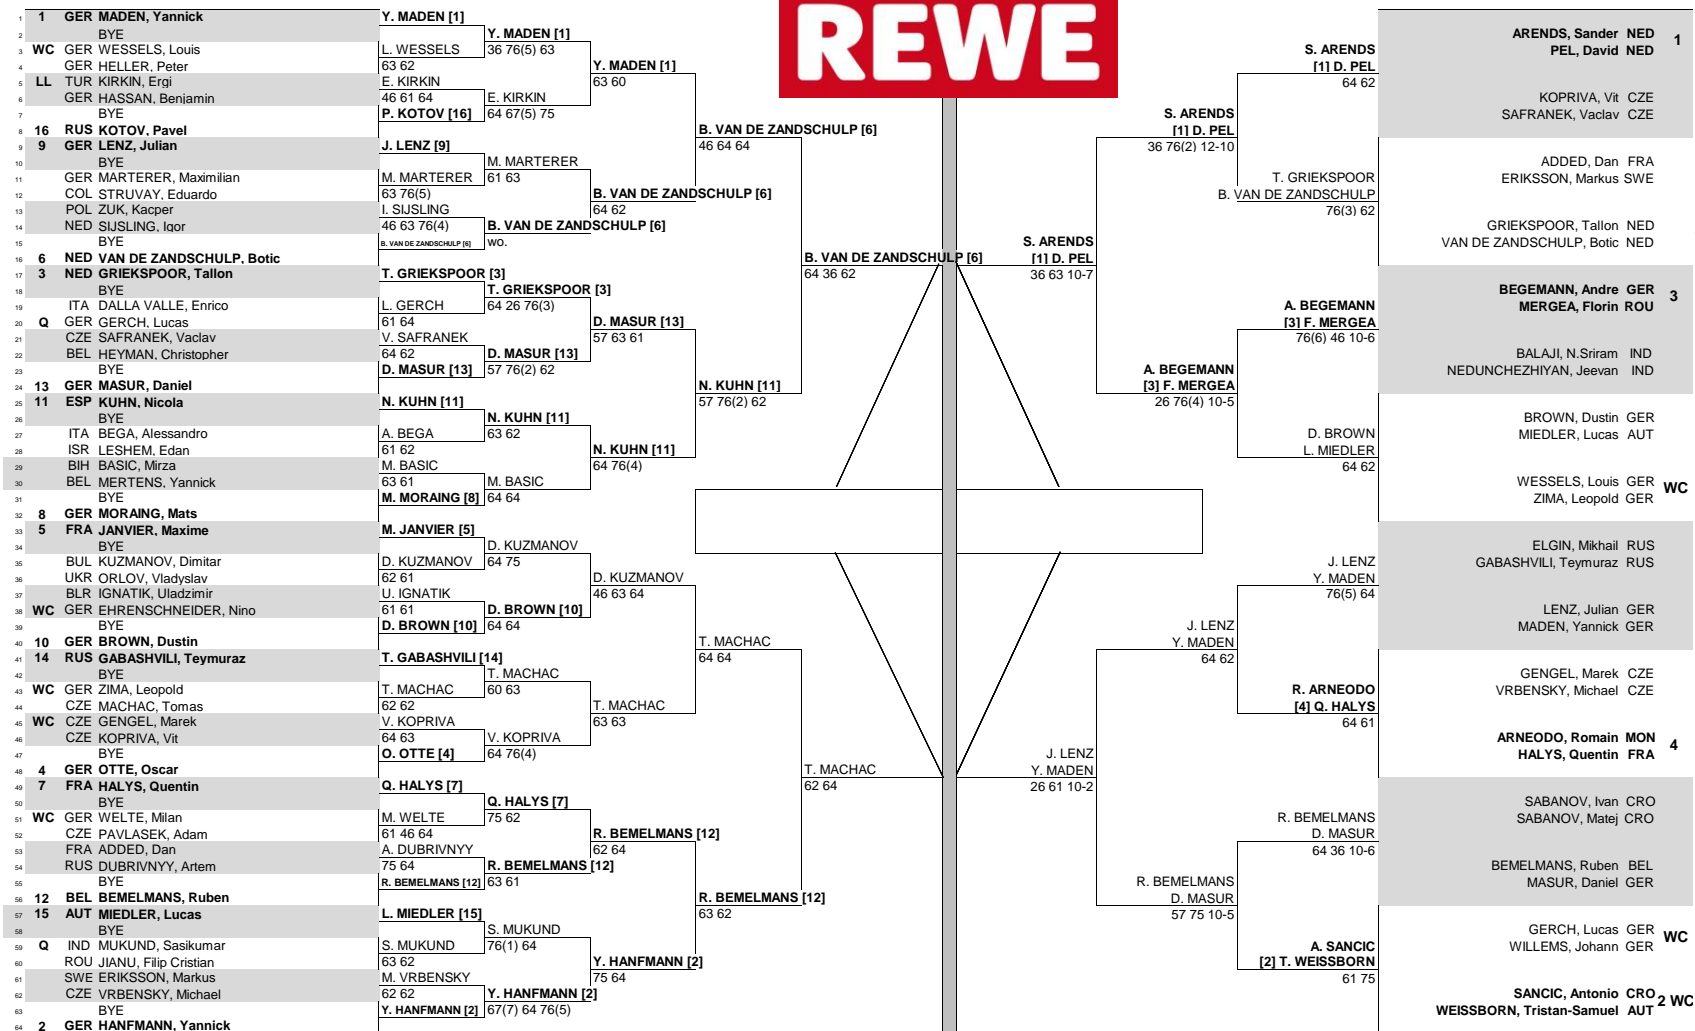 REWE
1 1 GER MADEN, Yannick
2 BYE
3 WC GER WESSELS, Louis
4 GER HELLER, Peter
5 LL TUR KIRKIN, Ergi
6 GER HASSAN, Benjamin
7 BYE
8 16 RUS KOTOV, Pavel
9 9 GER LENZ, Julian
10 BYE
11 GER MARTERER, Maximilian
12 COL STRUVAY, Eduardo
13 POL ZUK, Kacper
14 NED SIJSLING, Igor
15 BYE
16 6 NED VAN DE ZANDSCHULP, Botic
17 3 NED GRIEKSPOOR, Tallon
18 BYE
19 ITA DALLA VALLE, Enrico
20 Q GER GERCH, Lucas
21 CZE SAFRANEK, Vaclav
22 BEL HEYMAN, Christopher
23 BYE
24 13 GER MASUR, Daniel
25 11 ESP KUHN, Nicola
26 BYE
27 ITA BEGA, Alessandro
28 ISR LESHEM, Edan
29 BIH BASIC, Mirza
30 BEL MERTENS, Yannick
31 BYE
32 8 GER MORAING, Mats
33 5 FRA JANVIER, Maxime
34 BYE
35 BUL KUZMANOV, Dimitar
36 UKR ORLOV, Vladyslav
37 BLR IGNATIK, Uladzimir
38 WC GER EHRENSCHNEIDER, Nino
39 BYE
40 10 GER BROWN, Dustin
41 14 RUS GABASHVILI, Teymuraz
42 BYE
43 WC GER ZIMA, Leopold
44 CZE MACHAC, Tomas
45 WC CZE GENGEL, Marek
46 CZE KOPRIVA, Vit
47 BYE
48 4 GER OTTE, Oscar
49 7 FRA HALYS, Quentin
50 BYE
51 WC GER WELTE, Milan
52 CZE PAVLASEK, Adam
53 FRA ADDED, Dan
54 RUS DUBRIVNYY, Artem
55 BYE
56 12 BEL BEMELMANS, Ruben
57 15 AUT MIEDLER, Lucas
58 BYE
59 Q IND MUKUND, Sasikumar
60 ROU JIANU, Filip Cristian
61 SWE ERIKSSON, Markus
62 CZE VRBENSKY, Michael
63 BYE
64 2 GER HANFMANN, Yannick
Y. MADEN [1]
L. WESSELS
63 62
E. KIRKIN
46 61 64
P. KOTOV [16]
J. LENZ [9]
M. MARTERER
63 76(5)
I. SIJSLING
46 63 76(4)
B. VAN DE ZANDSCHULP [6]
T. GRIEKSPOOR [3]
L. GERCH
61 64
V. SAFRANEK
64 62
D. MASUR [13]
N. KUHN [11]
A. BEGA
61 62
M. BASIC
63 61
M. MORAING [8]
M. JANVIER [5]
D. KUZMANOV
62 61
U. IGNATIK
61 61
D. BROWN [10]
T. GABASHVILI [14]
T. MACHAC
62 62
V. KOPRIVA
64 63
O. OTTE [4]
Q. HALYS [7]
M. WELTE
61 46 64
A. DUBRIVNYY
75 64
R. BEMELMANS [12]
L. MIEDLER [15]
S. MUKUND
63 62
M. VRBENSKY
62 62
Y. HANFMANN [2]
Y. MADEN [1]
36 76(5) 63
E. KIRKIN
64 67(5) 75
M. MARTERER
61 63
B. VAN DE ZANDSCHULP [6]
wo.
T. GRIEKSPOOR [3]
64 26 76(3)
D. MASUR [13]
57 76(2) 62
N. KUHN [11]
63 62
M. BASIC
64 64
D. KUZMANOV
64 75
D. BROWN [10]
64 64
T. MACHAC
60 63
V. KOPRIVA
64 76(4)
Q. HALYS [7]
75 62
R. BEMELMANS [12]
63 61
S. MUKUND
76(1) 64
Y. HANFMANN [2]
67(7) 64 76(5)
Y. MADEN [1]
63 60
B. VAN DE ZANDSCHULP [6]
64 62
D. MASUR [13]
57 63 61
N. KUHN [11]
64 76(4)
D. KUZMANOV
46 63 64
T. MACHAC
63 63
R. BEMELMANS [12]
62 64
Y. HANFMANN [2]
75 64
B. VAN DE ZANDSCHULP [6]
46 64 64
N. KUHN [11]
57 76(2) 62
T. MACHAC
64 64
R. BEMELMANS [12]
63 62
B. VAN DE ZANDSCHULP [6]
64 36 62
T. MACHAC
62 64
S. ARENDS
[1] D. PEL
36 63 10-7
J. LENZ
Y. MADEN
26 61 10-2
S. ARENDS
[1] D. PEL
36 76(2) 12-10
A. BEGEMANN
[3] F. MERGEA
26 76(4) 10-5
J. LENZ
Y. MADEN
64 62
R. BEMELMANS
D. MASUR
57 75 10-5
S. ARENDS
[1] D. PEL
64 62
T. GRIEKSPOOR
B. VAN DE ZANDSCHULP
76(3) 62
A. BEGEMANN
[3] F. MERGEA
76(6) 46 10-6
D. BROWN
L. MIEDLER
64 62
J. LENZ
Y. MADEN
76(5) 64
R. ARNEODO
[4] Q. HALYS
64 61
R. BEMELMANS
D. MASUR
64 36 10-6
A. SANCIC
[2] T. WEISSBORN
61 75
ARENDS, Sander NED 1
PEL, David NED
KOPRIVA, Vit CZE
SAFRANEK, Vaclav CZE
ADDED, Dan FRA
ERIKSSON, Markus SWE
GRIEKSPOOR, Tallon NED
VAN DE ZANDSCHULP, Botic NED
BEGEMANN, Andre GER 3
MERGEA, Florin ROU
BALAJI, N.Sriram IND
NEDUNCHEZHIYAN, Jeevan IND
BROWN, Dustin GER
MIEDLER, Lucas AUT
WESSELS, Louis GER WC
ZIMA, Leopold GER
ELGIN, Mikhail RUS
GABASHVILI, Teymuraz RUS
LENZ, Julian GER
MADEN, Yannick GER
GENGEL, Marek CZE
VRBENSKY, Michael CZE
ARNEODO, Romain MON 4
HALYS, Quentin FRA
SABANOV, Ivan CRO
SABANOV, Matej CRO
BEMELMANS, Ruben BEL
MASUR, Daniel GER
GERCH, Lucas GER WC
WILLEMS, Johann GER
SANCIC, Antonio CRO 2 WC
WEISSBORN, Tristan-Samuel AUT